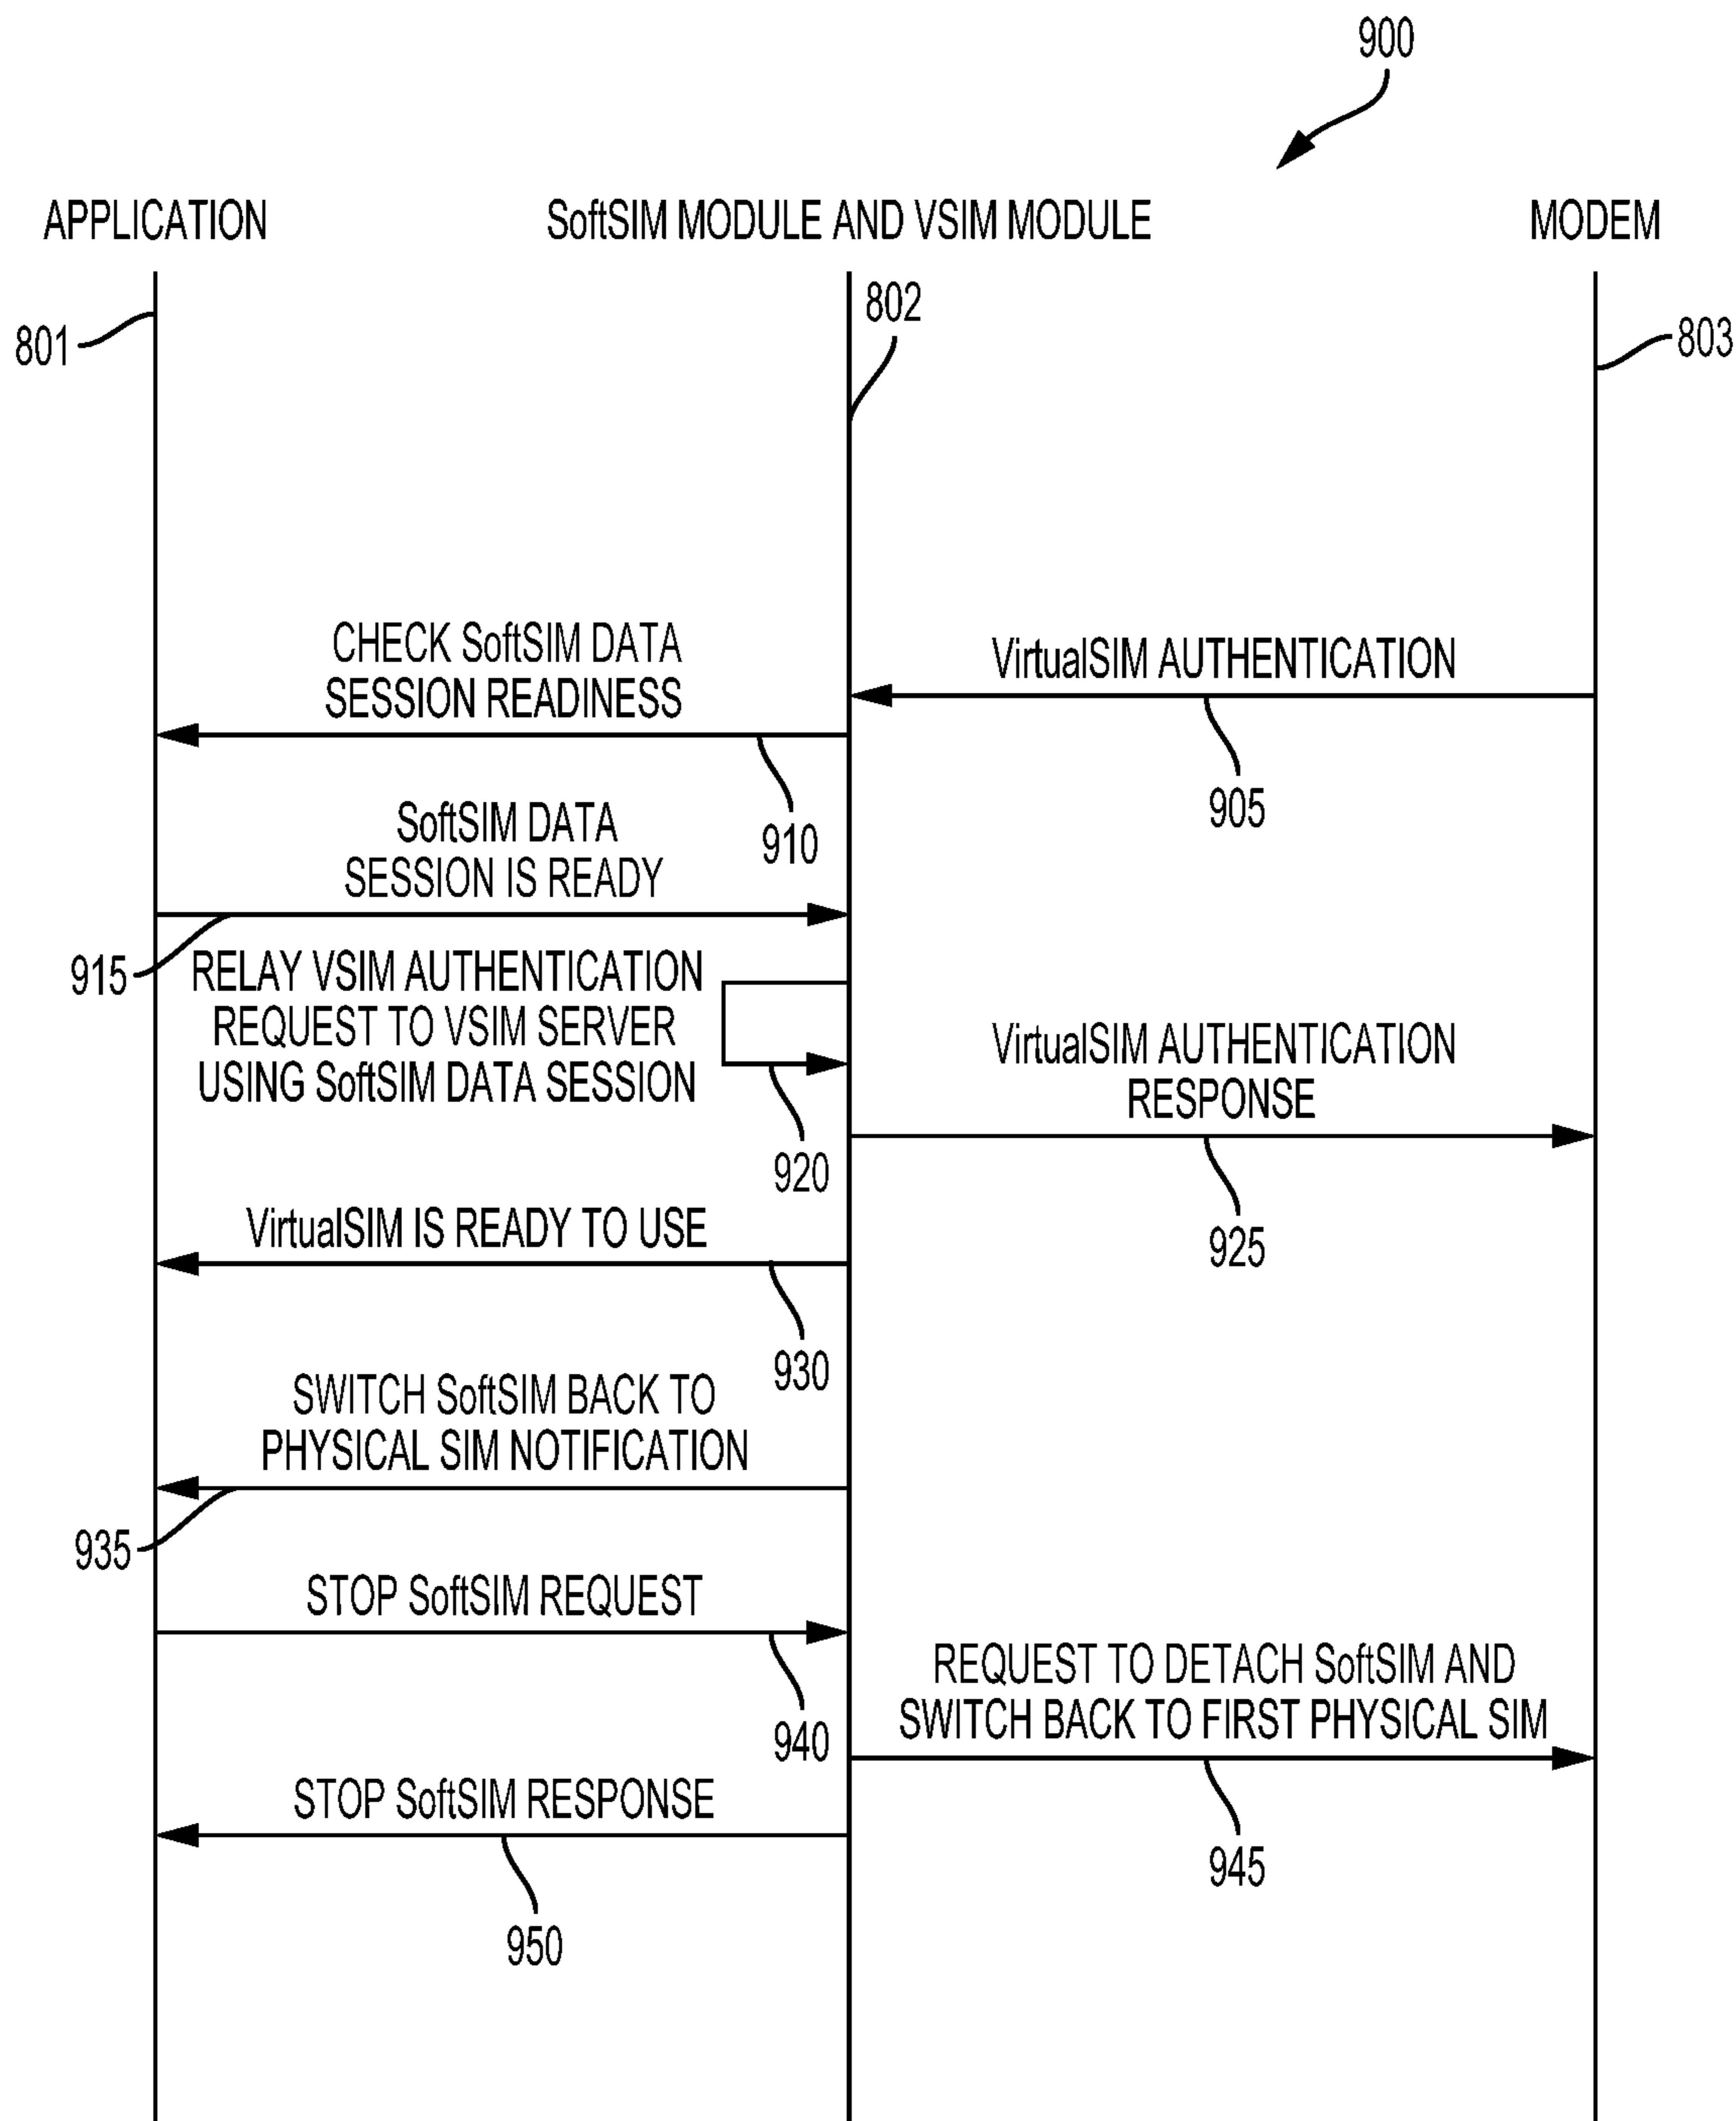 900
APPLICATION
SoftSIM MODULE AND VSIM MODULE
MODEM
801
802
803
CHECK SoftSIM DATA
SESSION READINESS
910
VirtualSIM AUTHENTICATION
905
SoftSIM DATA
SESSION IS READY
915
RELAY VSIM AUTHENTICATION
REQUEST TO VSIM SERVER
USING SoftSIM DATA SESSION
920
VirtualSIM AUTHENTICATION
RESPONSE
925
VirtualSIM IS READY TO USE
930
SWITCH SoftSIM BACK TO
PHYSICAL SIM NOTIFICATION
935
STOP SoftSIM REQUEST
940
REQUEST TO DETACH SoftSIM AND
SWITCH BACK TO FIRST PHYSICAL SIM
945
STOP SoftSIM RESPONSE
950